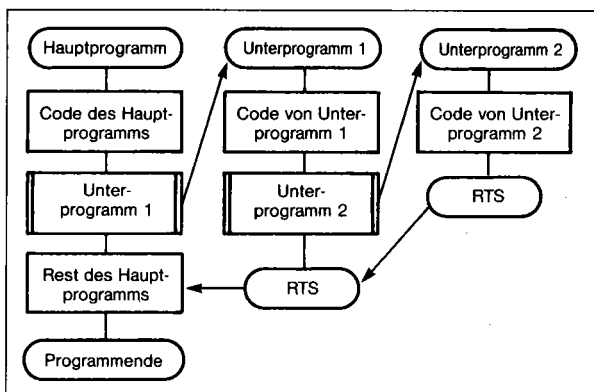 Hauptprogramm
Code des Haupt-
programms
Unter-
programm 1
Rest des Haupt-
programms
Programmende
Unterprogramm 1
Code von Unter-
programm 1
Unter-
programm 2
RTS
Unterprogramm 2
Code von Unter-
programm 2
RTS